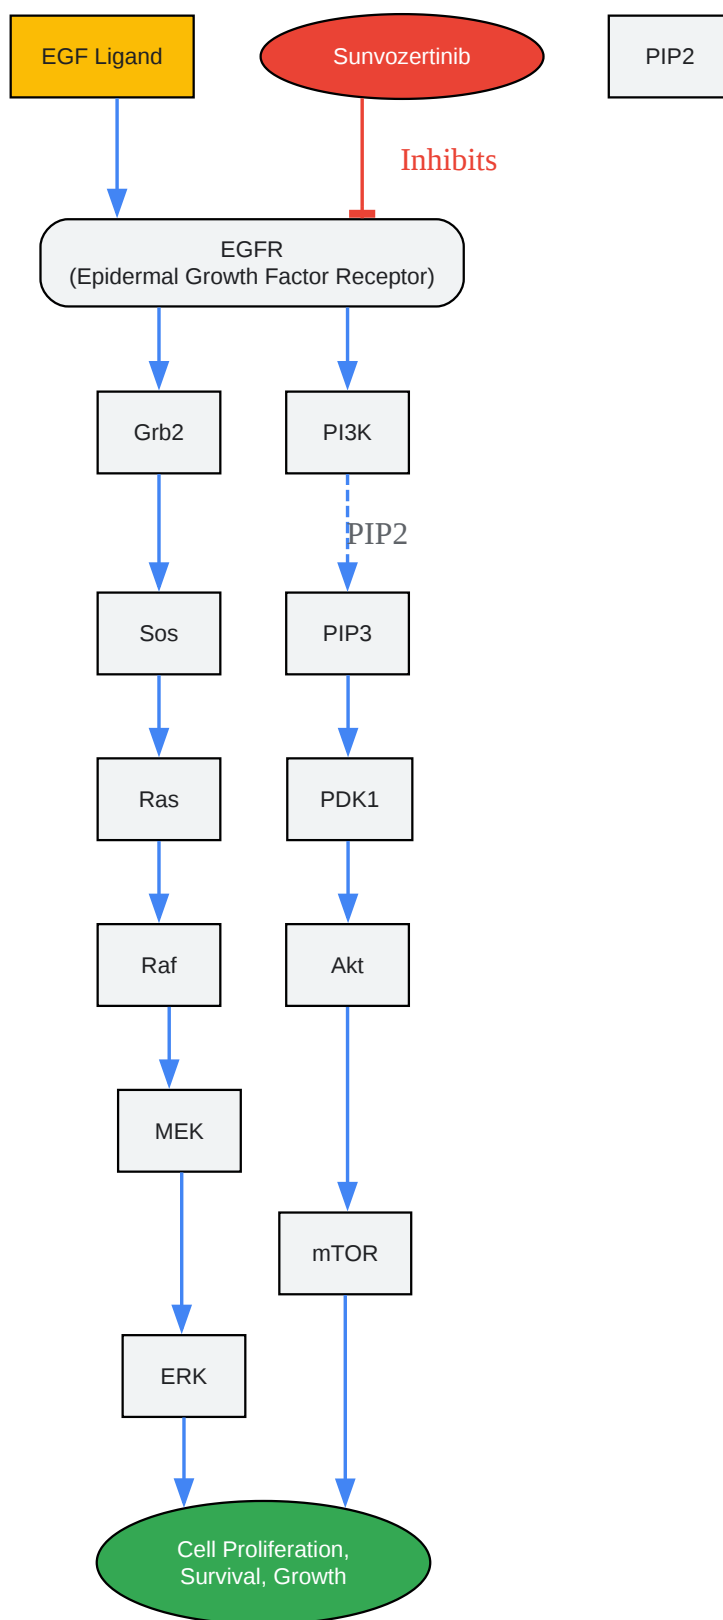 EGF Ligand
Sunvozertinib
PIP2
Inhibits
EGFR
(Epidermal Growth Factor Receptor)
Grb2
PI3K
PIP2
Sos
PIP3
Ras
PDK1
Raf
Akt
MEK
mTOR
ERK
Cell Proliferation,
Survival, Growth